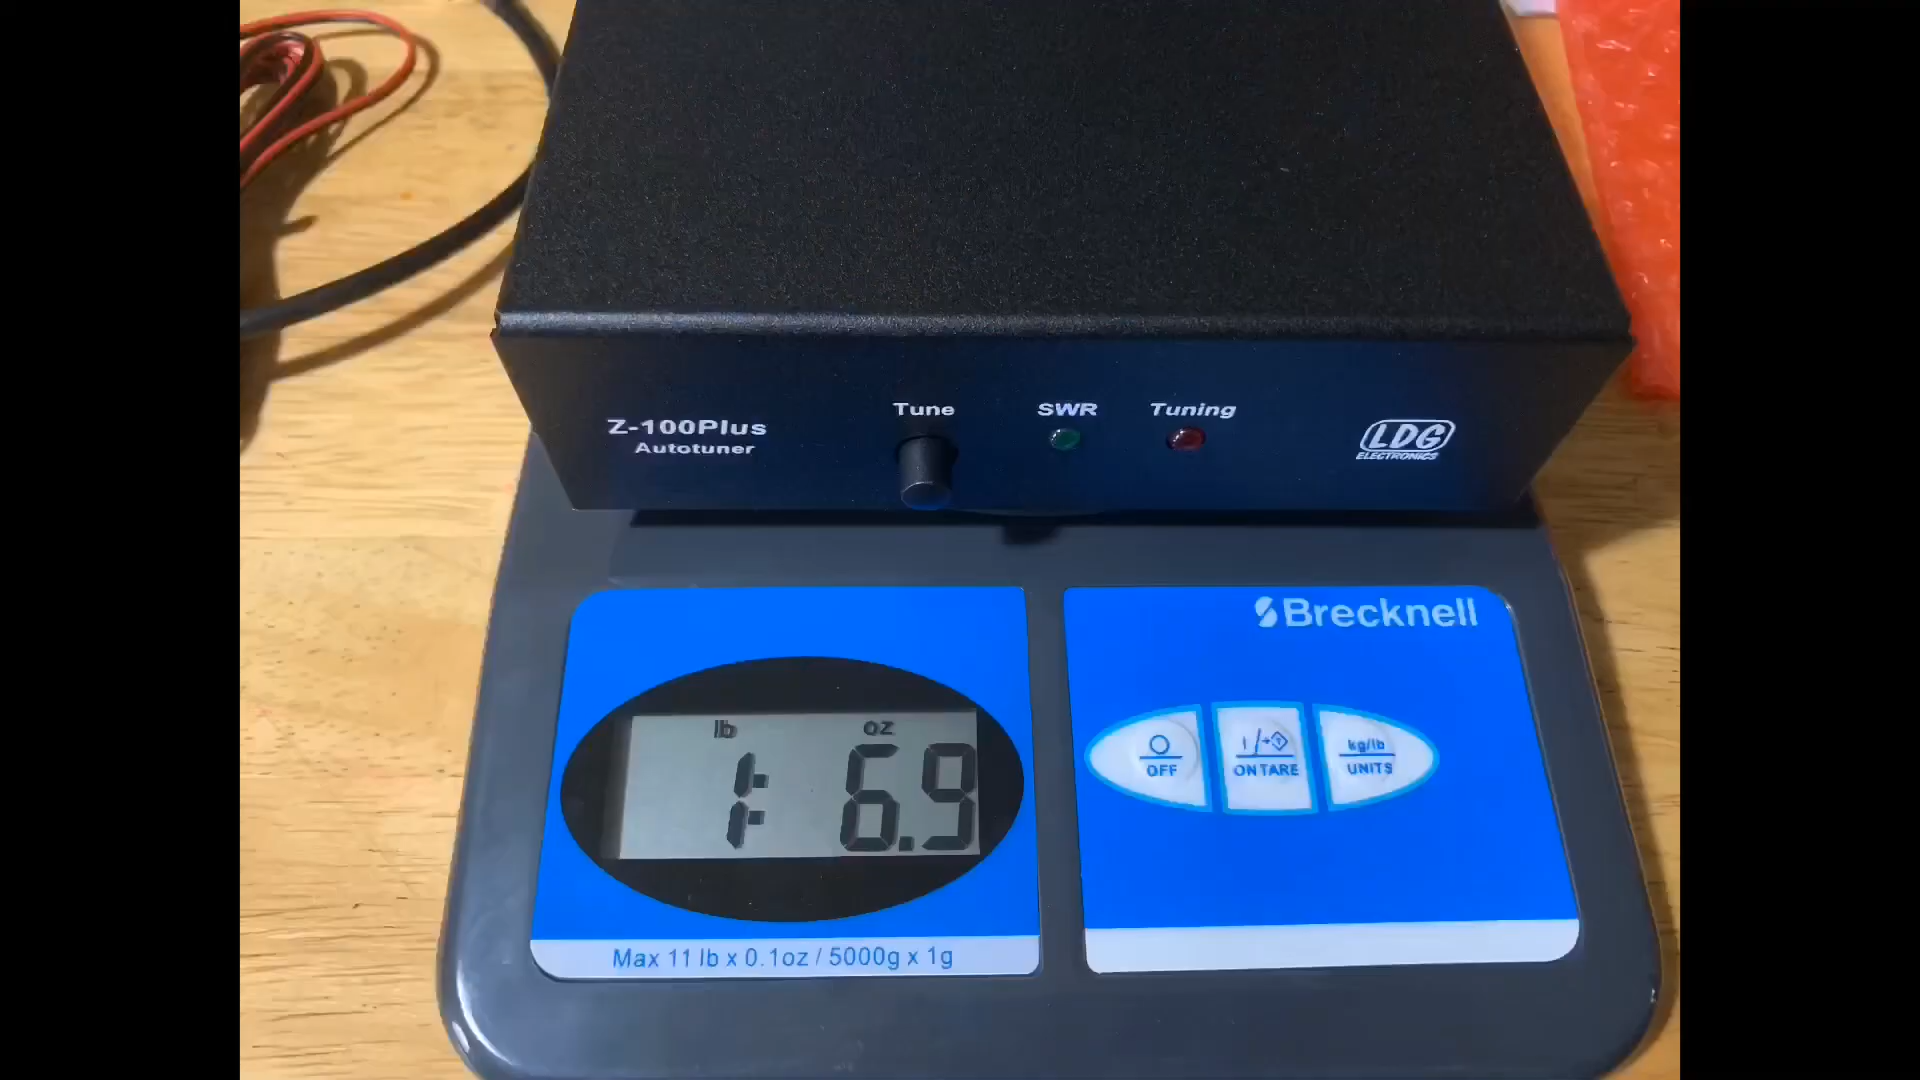 Z-100Plus
Autotuner
Tune
SWR
Tuning
LDG
ELECTRONICS
Brecknell
lb
oz
1: 6.9
OFF
ON TARE
kg/lb
UNITS
Max 11 lb x 0.1oz / 5000g x 1g